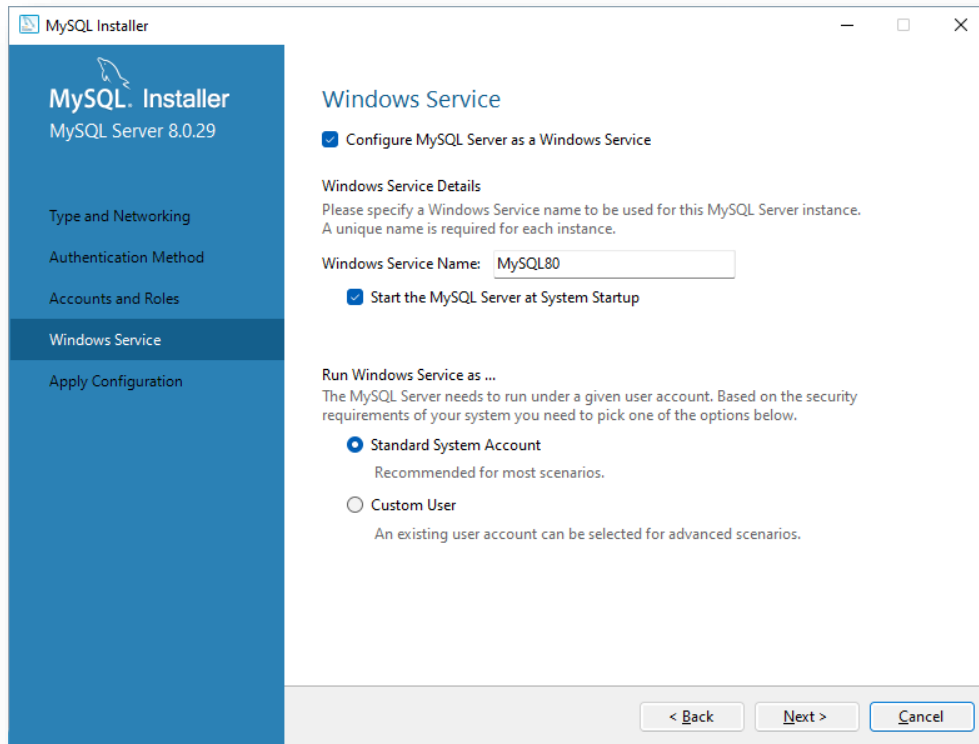 MySQL Installer
MySQL. Installer
MySQL Server 8.0.29
Type and Networking
Authentication Method
Accounts and Roles
Windows Service
Apply Configuration
Windows Service
Configure MySQL Server as a Windows Service
Windows Service Details
Please specify a Windows Service name to be used for this MySQL Server instance.
A unique name is required for each instance.
Windows Service Name: MySQL80
Start the MySQL Server at System Startup
Run Windows Service as ...
The MySQL Server needs to run under a given user account. Based on the security
requirements of your system you need to pick one of the options below.
Standard System Account
Recommended for most scenarios.
Custom User
An existing user account can be selected for advanced scenarios.
< Back Next > Cancel